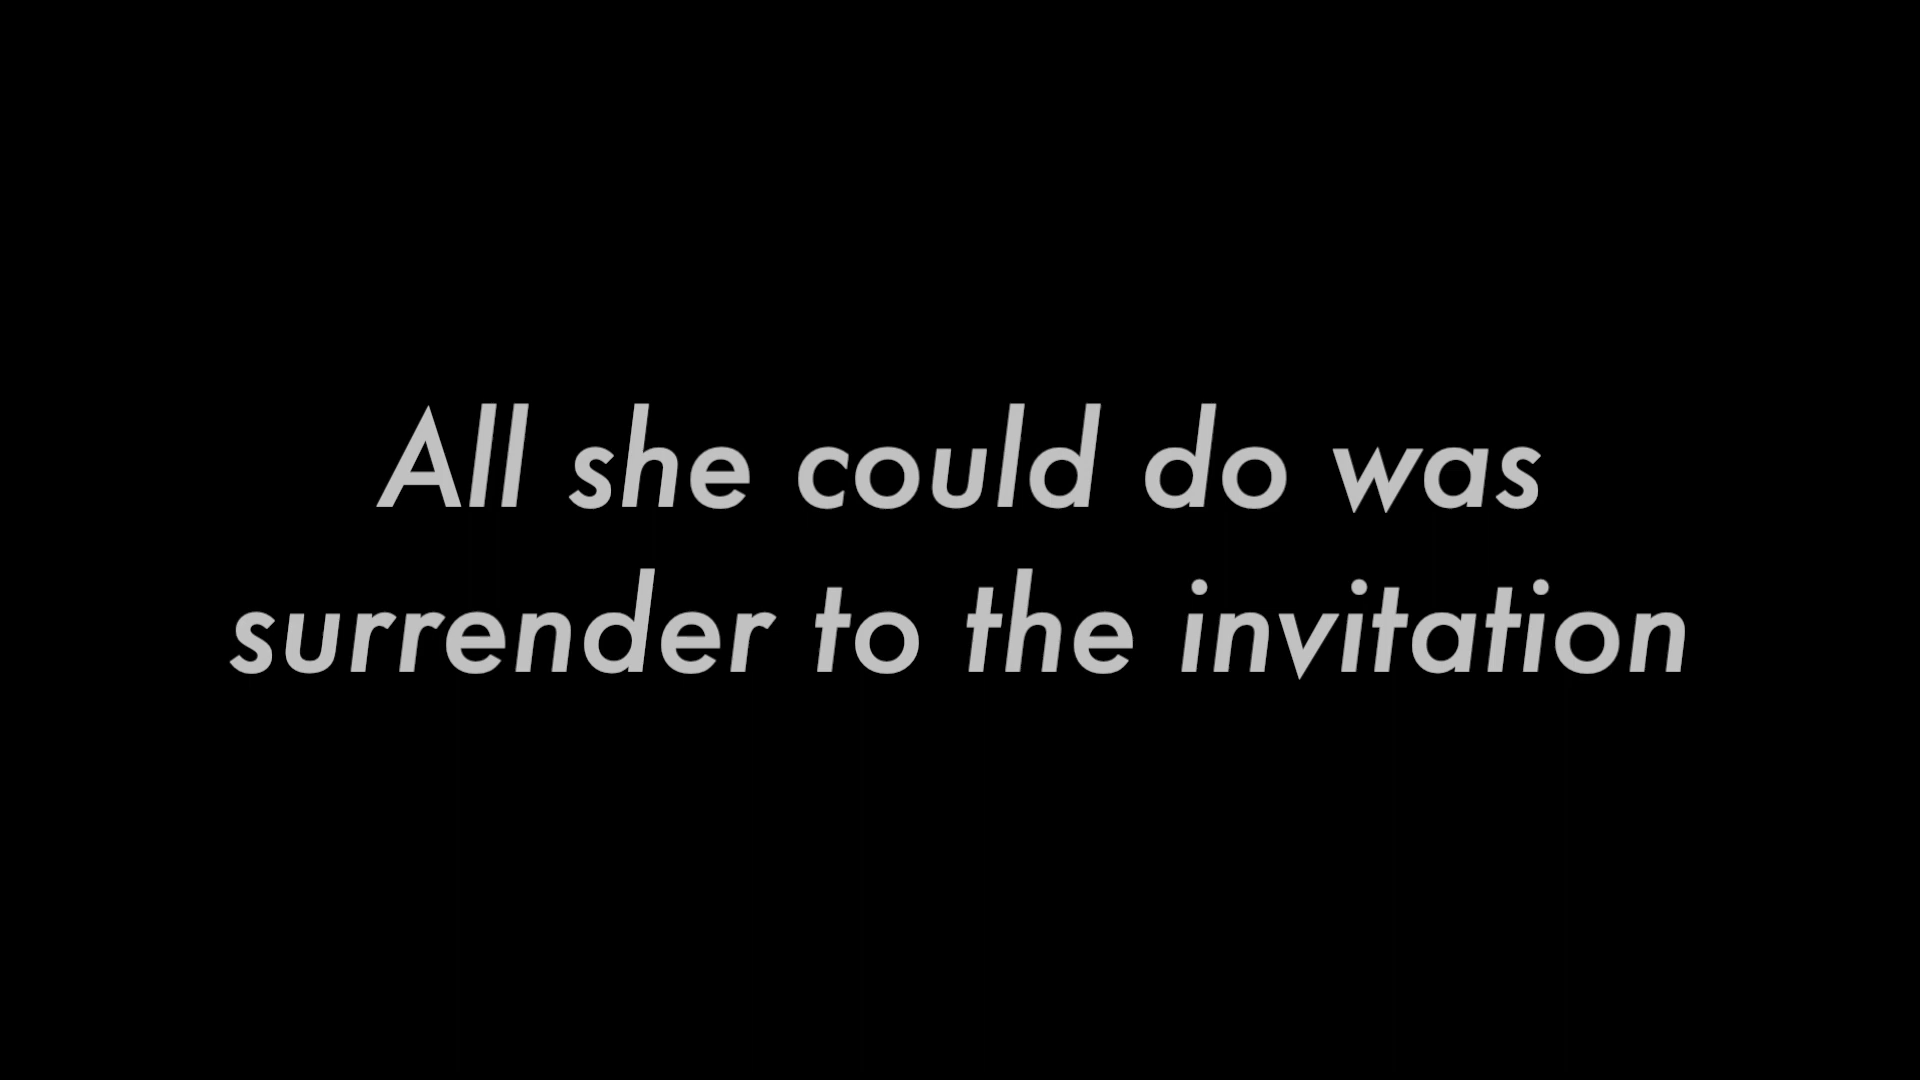 All she could do was
surrender to the invitation